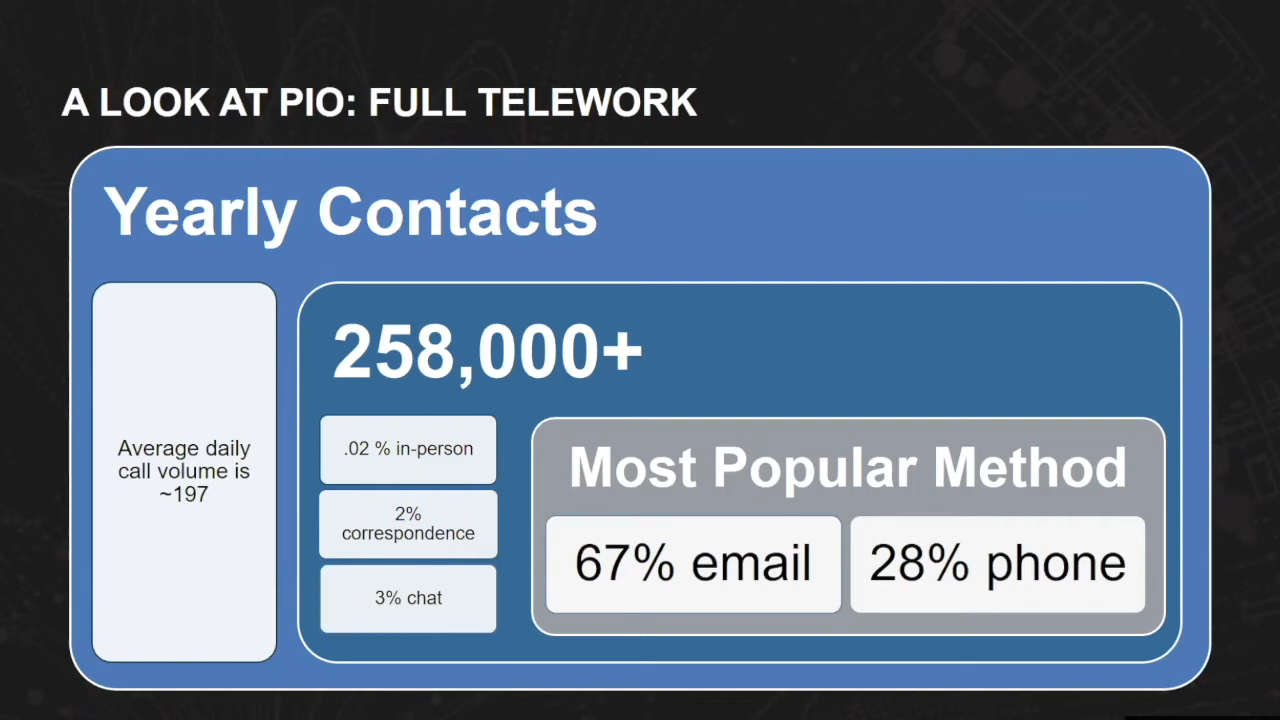 A LOOK AT PIO: FULL TELEWORK
Yearly Contacts
Average daily
call volume is
~197
258,000+
.02 % in-person
2%
correspondence
3% chat
Most Popular Method
67% email
28% phone